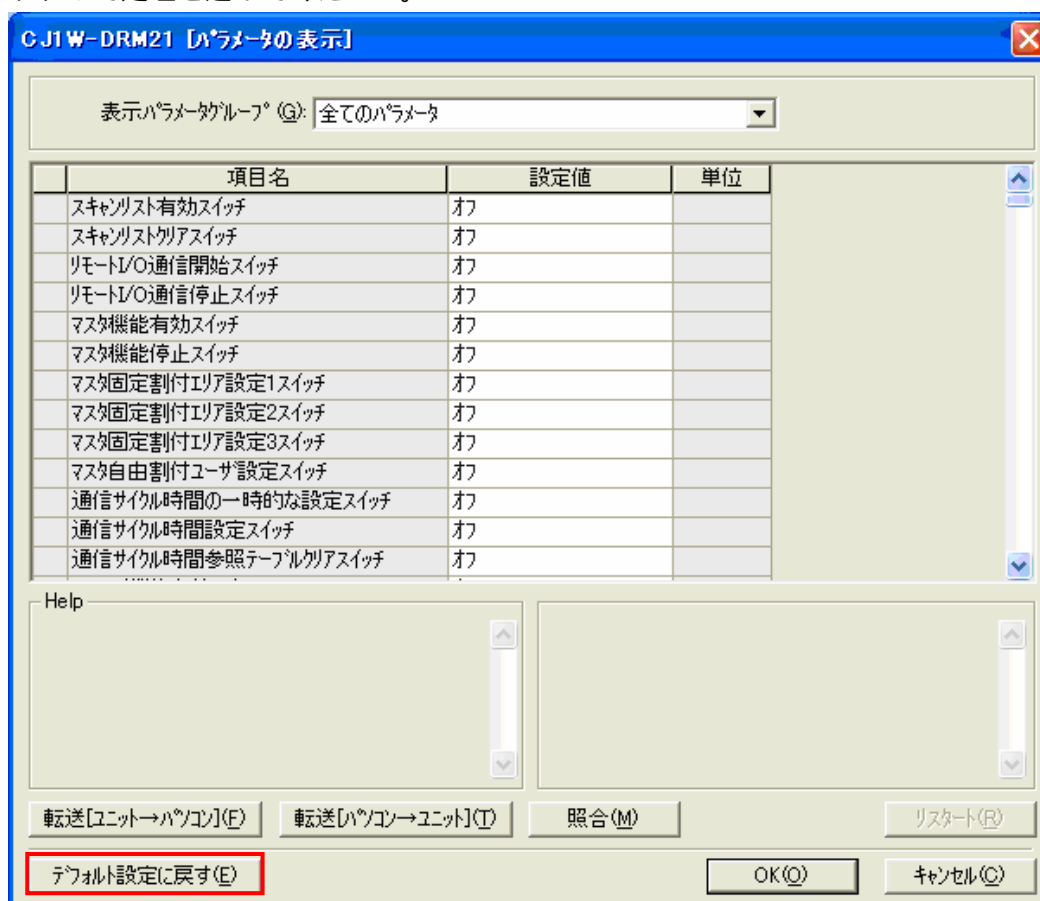 CJ1W-DRM21 [ﾊﾟﾗﾒｰﾀの表示]
表示ﾊﾟﾗﾒｰﾀｸﾞﾙｰﾌﾟ(G): 全てのﾊﾟﾗﾒｰﾀ
項目名 設定値 単位
ｽｷｬﾝﾘｽﾄ有効ｽｲｯﾁ ｵﾌ
ｽｷｬﾝﾘｽﾄｸﾘｱｽｲｯﾁ ｵﾌ
ﾘﾓｰﾄI/O通信開始ｽｲｯﾁ ｵﾌ
ﾘﾓｰﾄI/O通信停止ｽｲｯﾁ ｵﾌ
ﾏｽﾀ機能有効ｽｲｯﾁ ｵﾌ
ﾏｽﾀ機能停止ｽｲｯﾁ ｵﾌ
ﾏｽﾀ固定割付ｴﾘｱ設定1ｽｲｯﾁ ｵﾌ
ﾏｽﾀ固定割付ｴﾘｱ設定2ｽｲｯﾁ ｵﾌ
ﾏｽﾀ固定割付ｴﾘｱ設定3ｽｲｯﾁ ｵﾌ
ﾏｽﾀ自由割付ﾕｰｻﾞ設定ｽｲｯﾁ ｵﾌ
通信ｻｲｸﾙ時間の一時的な設定ｽｲｯﾁ ｵﾌ
通信ｻｲｸﾙ時間設定ｽｲｯﾁ ｵﾌ
通信ｻｲｸﾙ時間参照ﾃｰﾌﾞﾙｸﾘｱｽｲｯﾁ ｵﾌ
Help
転送[ﾕﾆｯﾄ→ﾊﾟｿｺﾝ](F) 転送[ﾊﾟｿｺﾝ→ﾕﾆｯﾄ](T) 照合(M) ﾘｽﾀｰﾄ(R)
ﾃﾞﾌｫﾙﾄ設定に戻す(E) OK(O) ｷｬﾝｾﾙ(C)